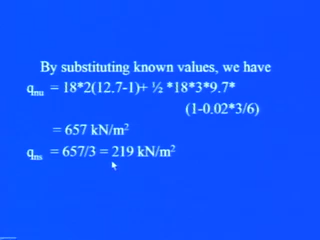 By substituting known values, we have
qnu = 18*2(12.7-1)+ ½ *18*3*9.7*
(1-0.02*3/6)
= 657 kN/m²
qns = 657/3 = 219 kN/m²